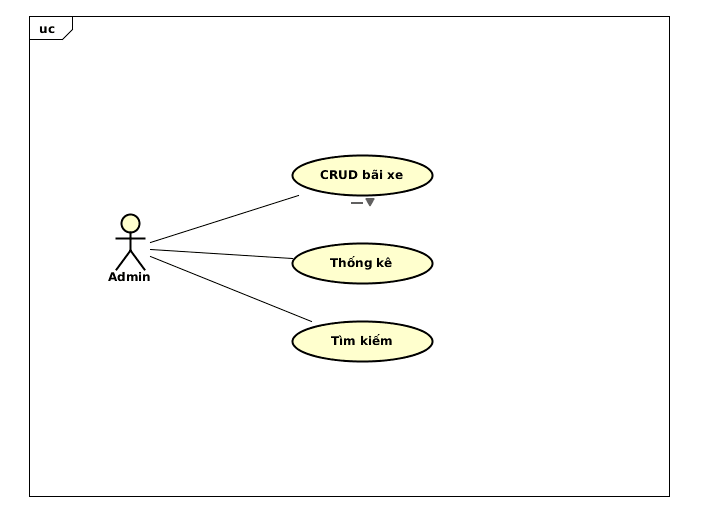 uc
CRUD bãi xe
Thống kê
Admin
Tìm kiếm